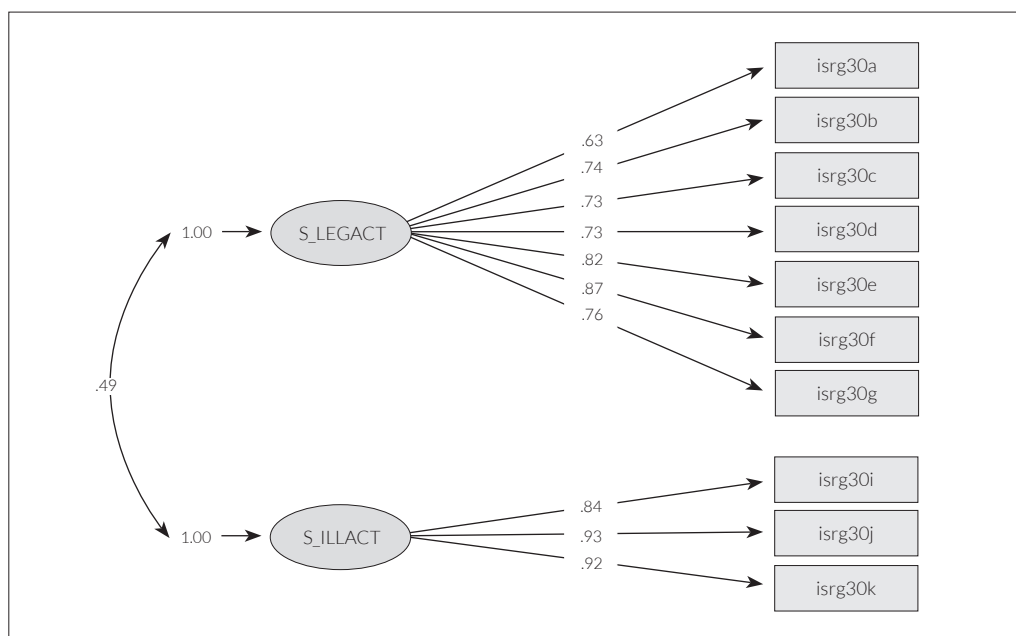 isrg30a
isrg30b
.63
.74
isrg30c
.73
1.00
S_LEGACT
.73
isrg30d
.82
isrg30e
.87
.76
isrg30f
.49
isrg30g
isrg30i
.84
1.00
S_ILLACT
.93
isrg30j
.92
isrg30k